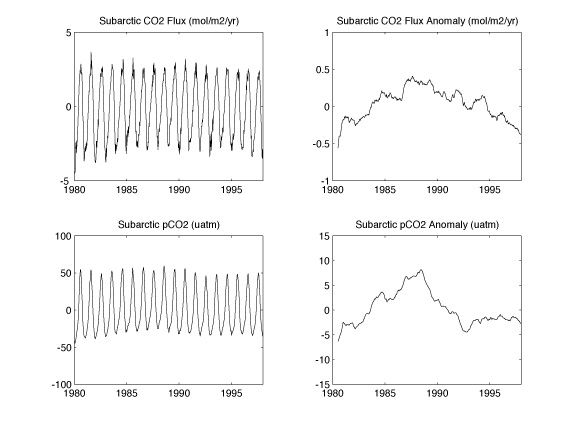 Subarctic CO2 Flux (mol/m2/yr)
5
0
-5
1980 1985 1990 1995
Subarctic CO2 Flux Anomaly (mol/m2/yr)
1
0.5
0
-0.5
-1
1980 1985 1990 1995
Subarctic pCO2 (uatm)
100
50
0
-50
-100
1980 1985 1990 1995
Subarctic pCO2 Anomaly (uatm)
15
10
5
0
-5
-10
-15
1980 1985 1990 1995